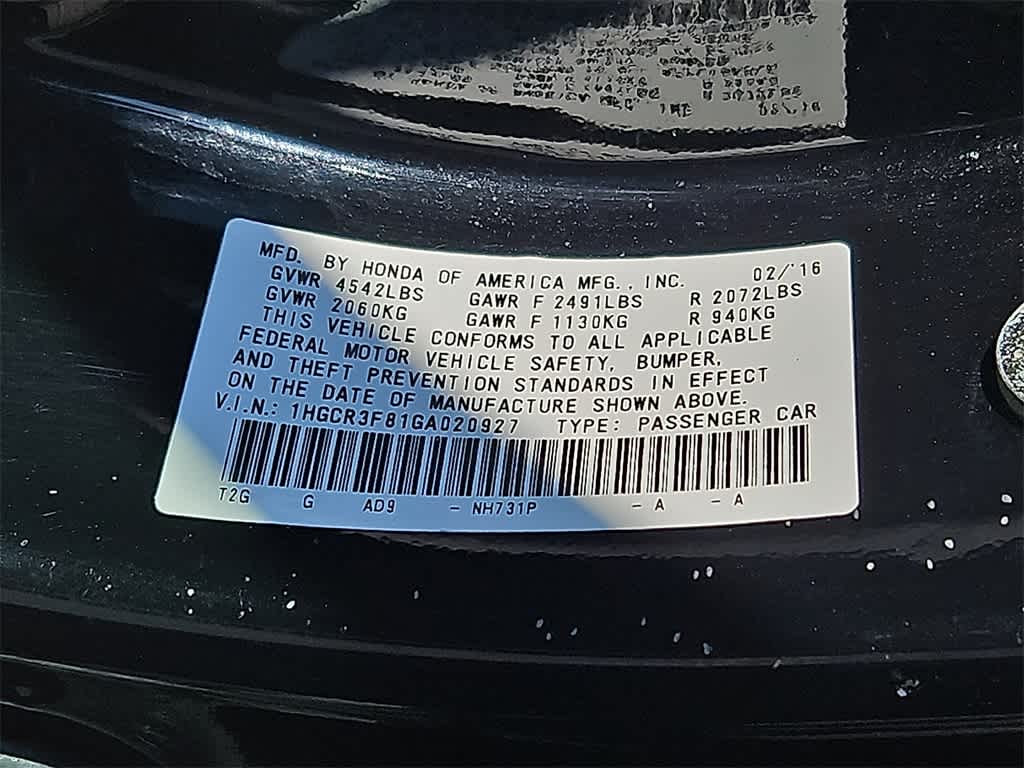 MFD. BY HONDA OF AMERICA MFG., INC. 02/'16
GVWR 4542LBS GAWR F 2491LBS R 2072LBS
GVWR 2060KG GAWR F 1130KG R 940KG
THIS VEHICLE CONFORMS TO ALL APPLICABLE
FEDERAL MOTOR VEHICLE SAFETY, BUMPER,
AND THEFT PREVENTION STANDARDS IN EFFECT
ON THE DATE OF MANUFACTURE SHOWN ABOVE.
V.I.N.: 1HGCR3F81GA020927 TYPE: PASSENGER CAR
T2G G AD9 - NH731P - A - A